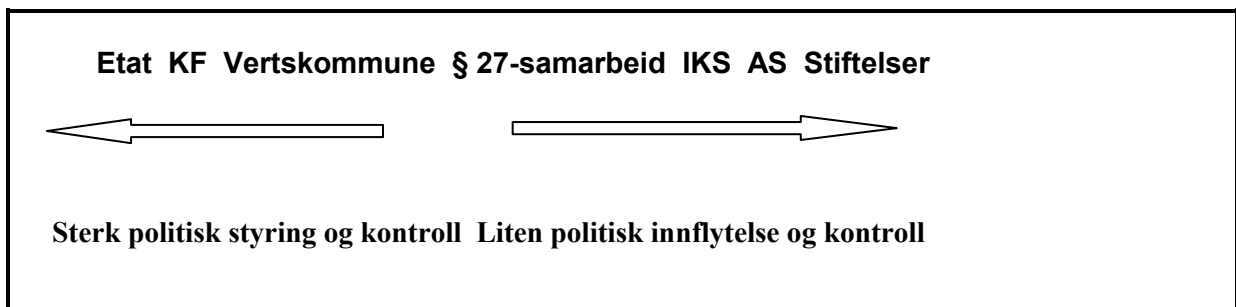 Etat KF Vertskommune § 27-samarbeid IKS AS Stiftelser
Sterk politisk styring og kontroll Liten politisk innflytelse og kontroll